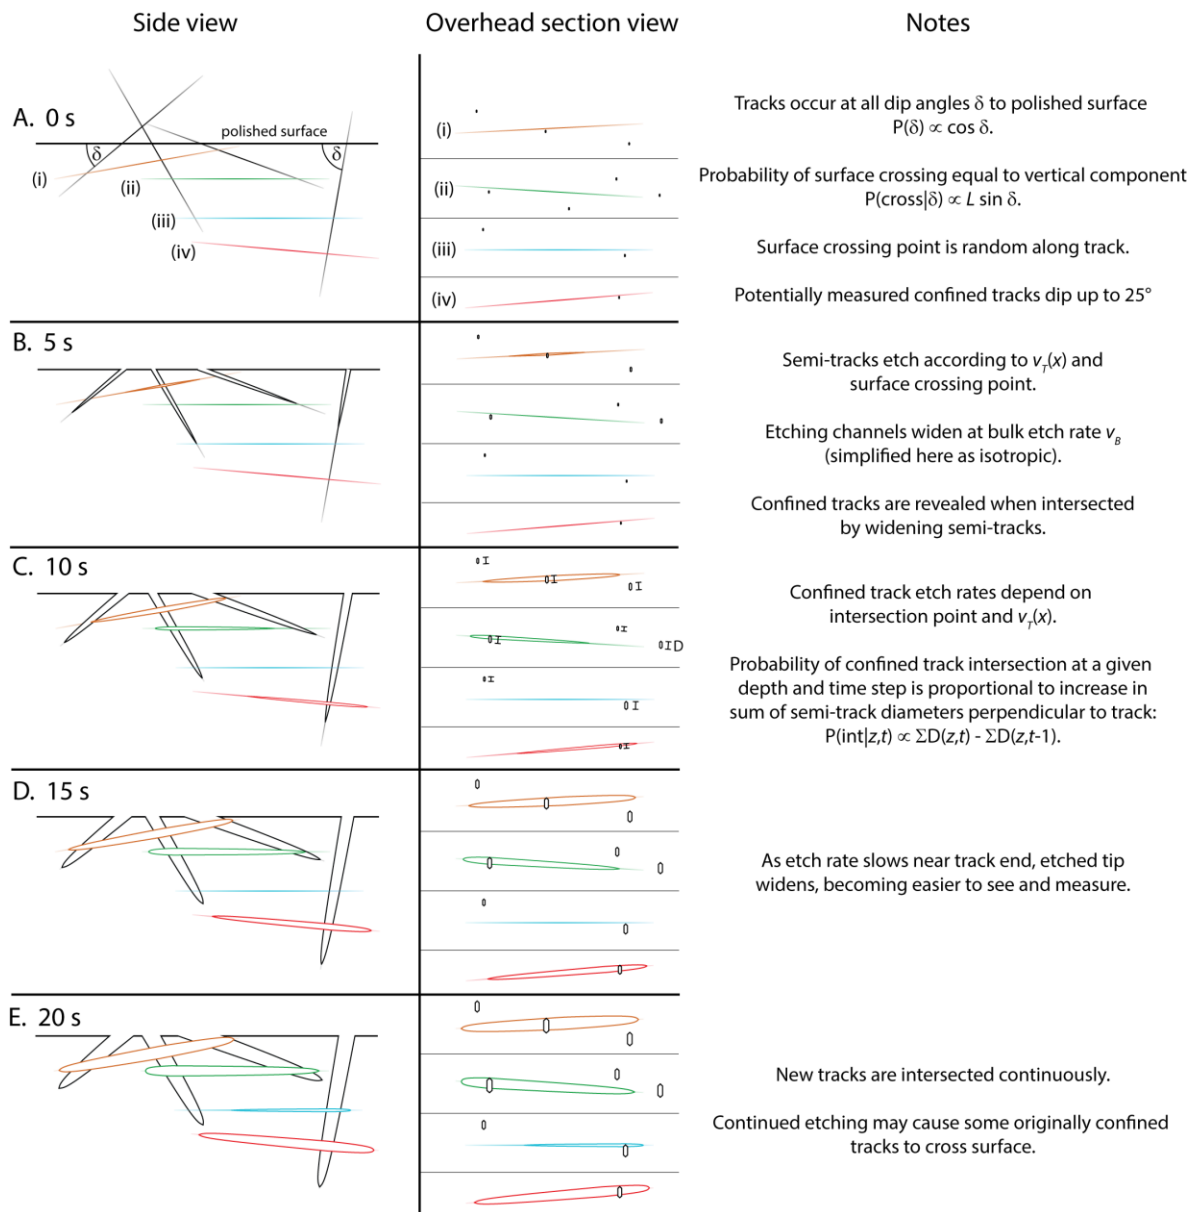 Side view
Overhead section view
Notes
A. 0 s
polished surface
δ
δ
(i)
(ii)
(iii)
(iv)
(i)
(ii)
(iii)
(iv)
Tracks occur at all dip angles δ to polished surface
P(δ) ∝ cos δ.
Probability of surface crossing equal to vertical component
P(cross|δ) ∝ L sin δ.
Surface crossing point is random along track.
Potentially measured confined tracks dip up to 25°
B. 5 s
Semi-tracks etch according to v_T(x) and
surface crossing point.
Etching channels widen at bulk etch rate v_B
(simplified here as isotropic).
Confined tracks are revealed when intersected
by widening semi-tracks.
C. 10 s
D
Confined track etch rates depend on
intersection point and v_T(x).
Probability of confined track intersection at a given
depth and time step is proportional to increase in
sum of semi-track diameters perpendicular to track:
P(int|z,t) ∝ ΣD(z,t) - ΣD(z,t-1).
D. 15 s
As etch rate slows near track end, etched tip
widens, becoming easier to see and measure.
E. 20 s
New tracks are intersected continuously.
Continued etching may cause some originally confined
tracks to cross surface.